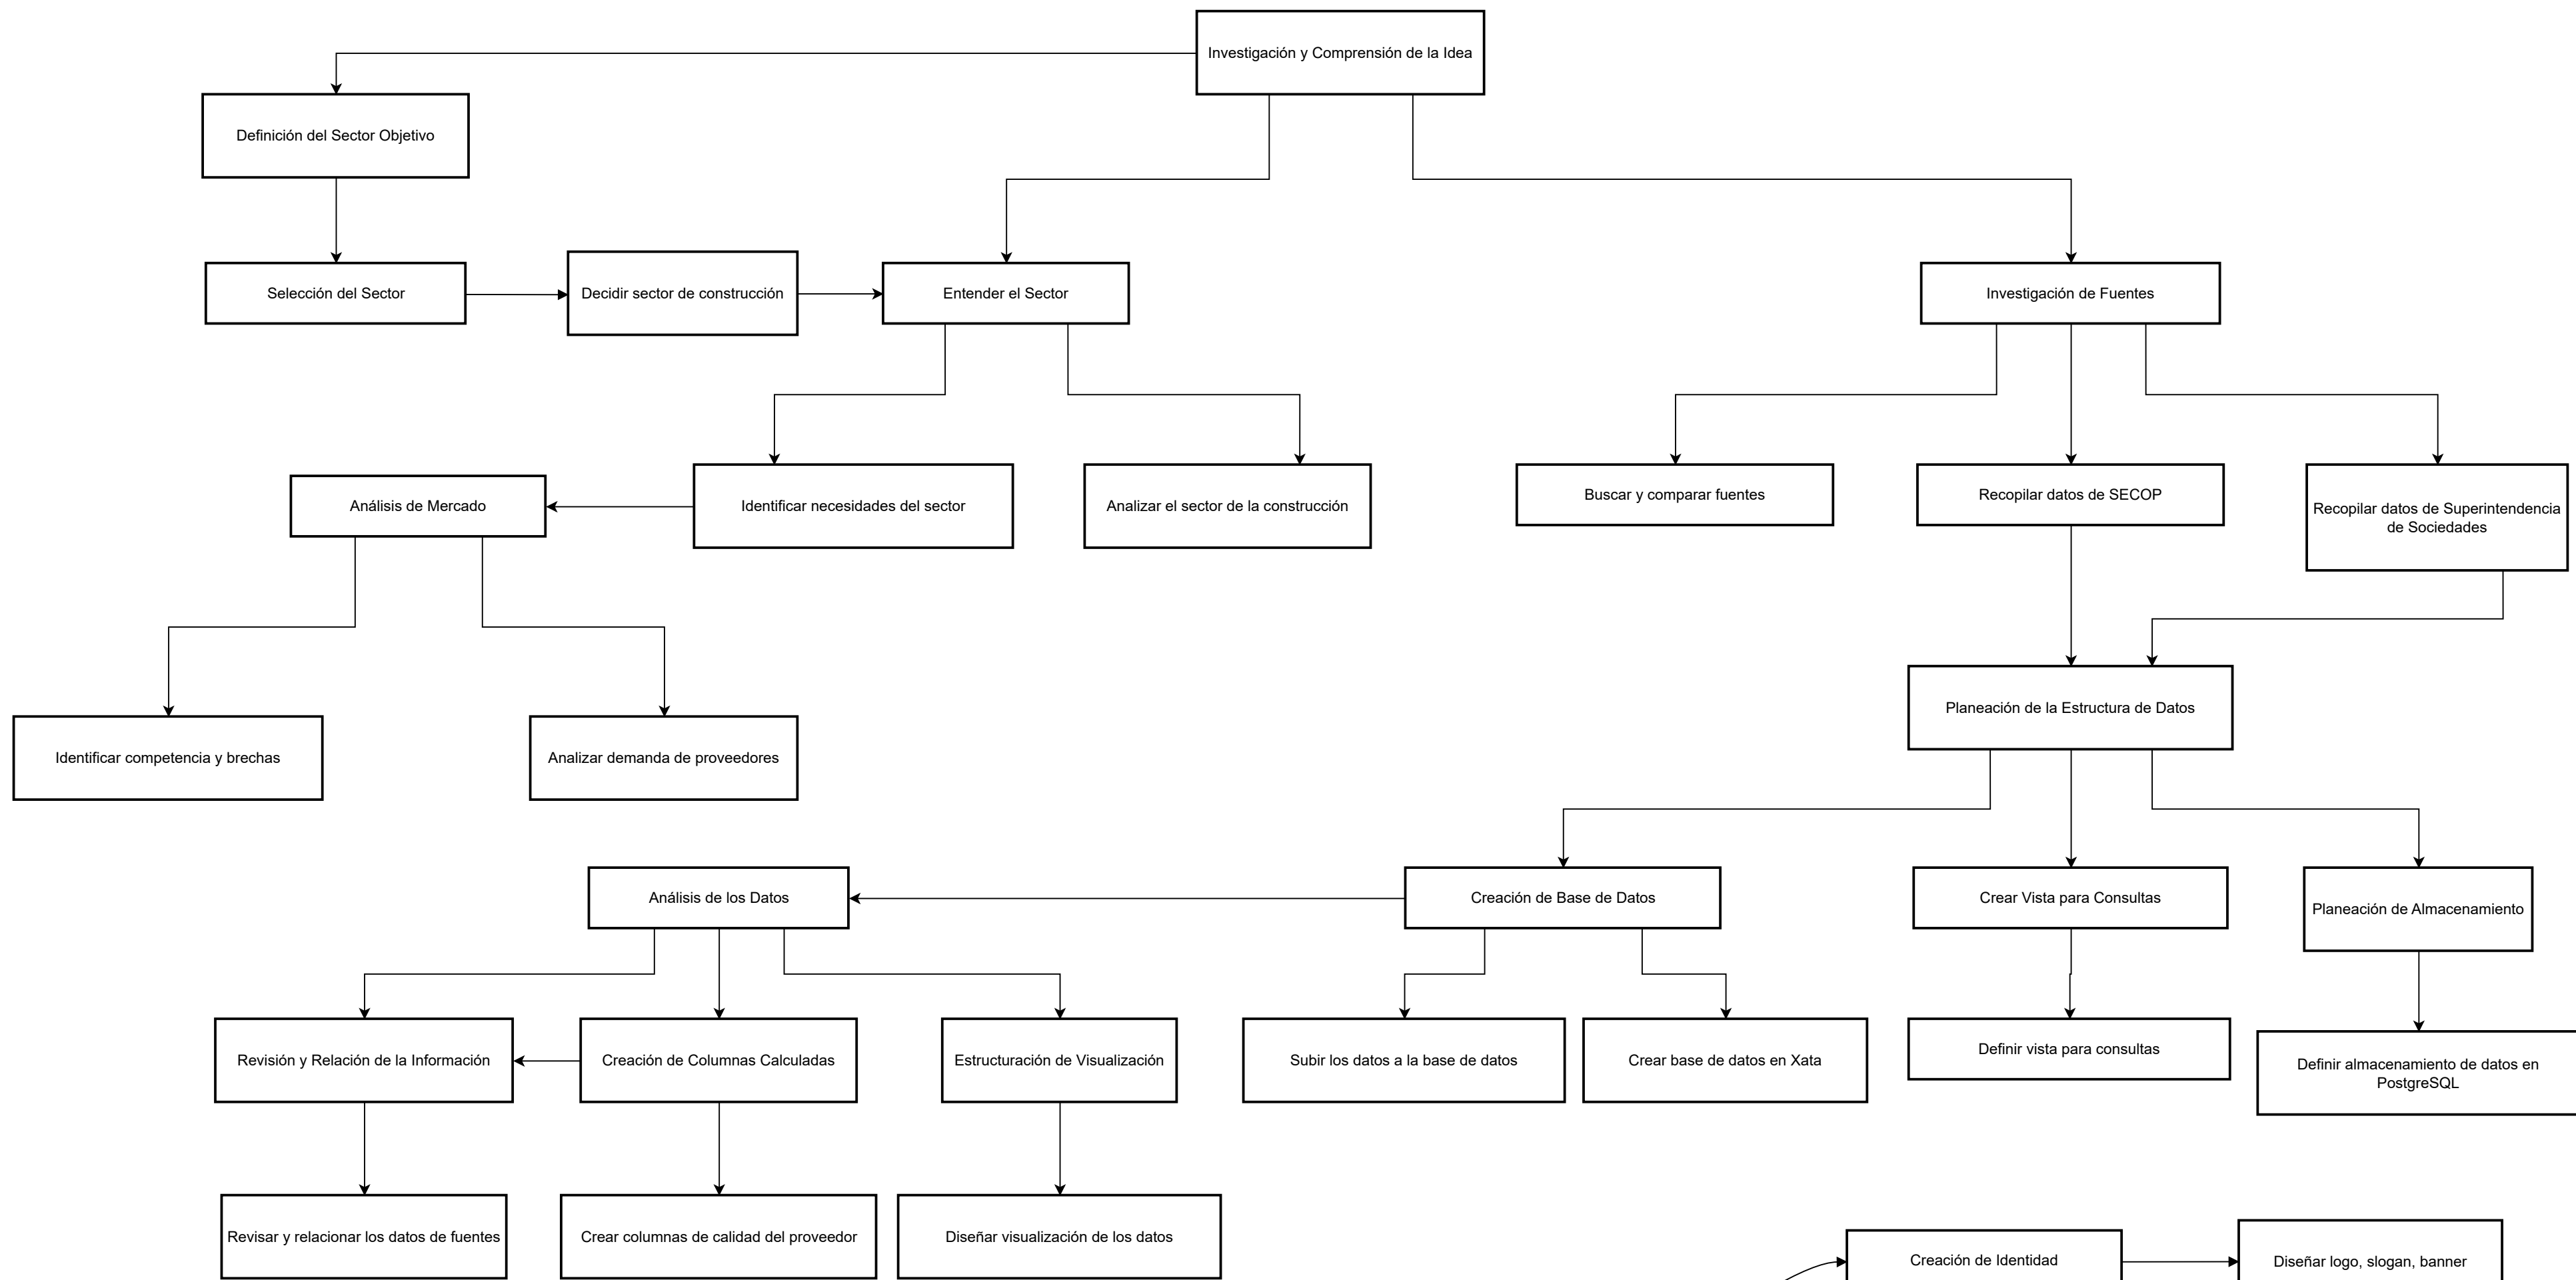 Investigación y Comprensión de la Idea
Definición del Sector Objetivo
Selección del Sector
Decidir sector de construcción
Entender el Sector
Investigación de Fuentes
Análisis de Mercado
Identificar necesidades del sector
Analizar el sector de la construcción
Buscar y comparar fuentes
Recopilar datos de SECOP
Recopilar datos de Superintendencia
de Sociedades
Planeación de la Estructura de Datos
Identificar competencia y brechas
Analizar demanda de proveedores
Análisis de los Datos
Creación de Base de Datos
Crear Vista para Consultas
Planeación de Almacenamiento
Revisión y Relación de la Información
Creación de Columnas Calculadas
Estructuración de Visualización
Subir los datos a la base de datos
Crear base de datos en Xata
Definir vista para consultas
Definir almacenamiento de datos en
PostgreSQL
Revisar y relacionar los datos de fuentes
Crear columnas de calidad del proveedor
Diseñar visualización de los datos
Creación de Identidad
Diseñar logo, slogan, banner